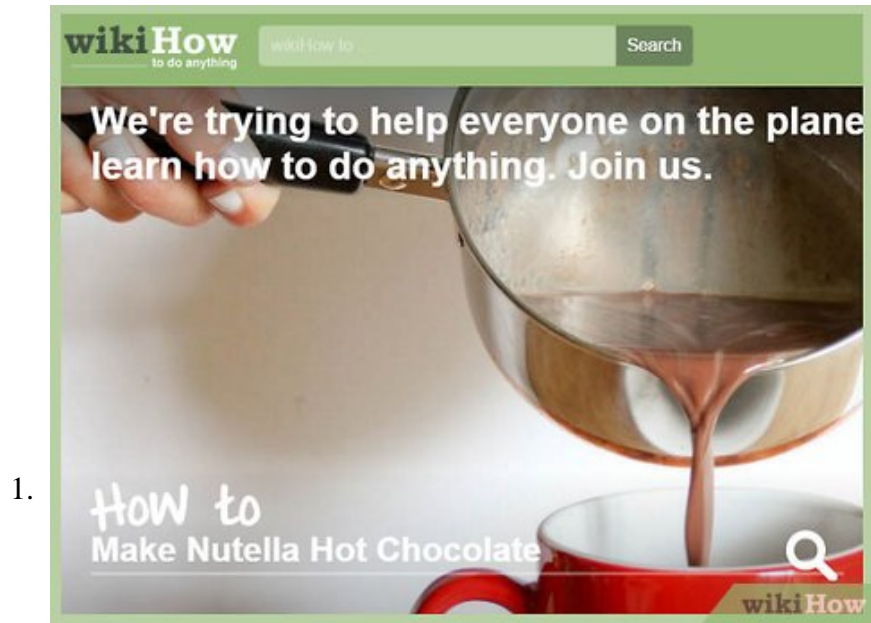 wikiHow
to do anything
wikiHow to ...
Search
We're trying to help everyone on the plane
learn how to do anything. Join us.
1.
How to
Make Nutella Hot Chocolate
wikiHow